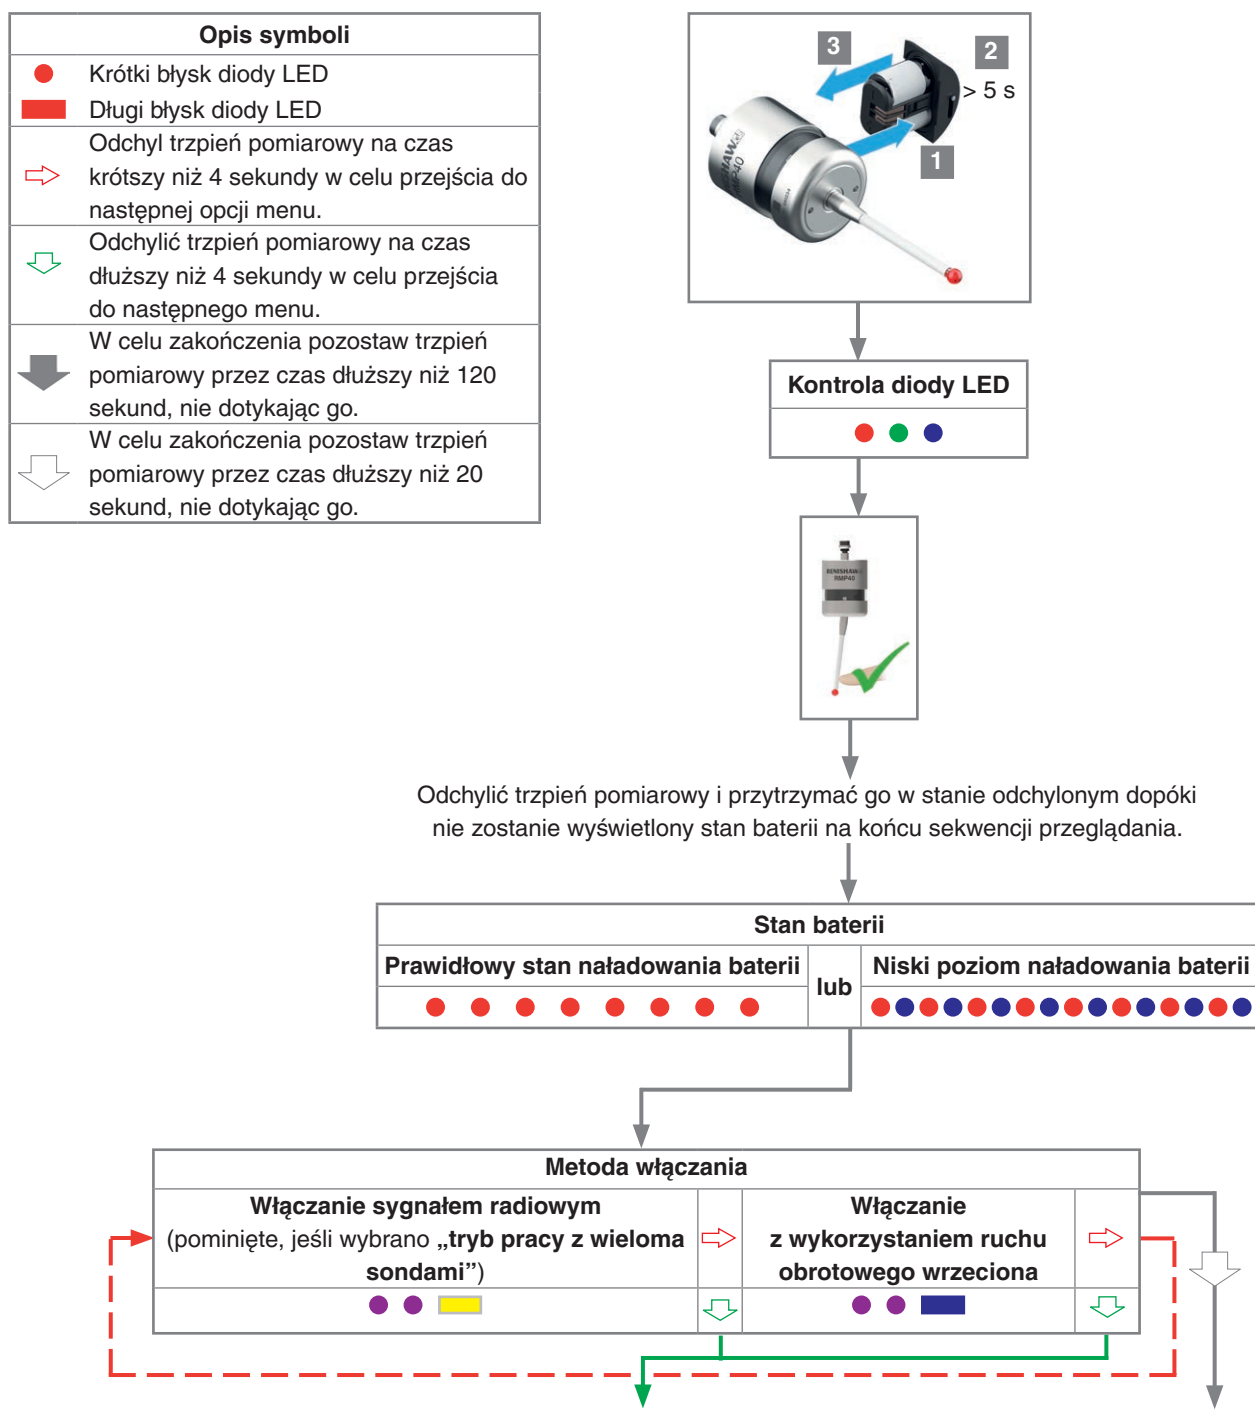 Opis symboli
Krótki błysk diody LED
Długi błysk diody LED
Odchyl trzpień pomiarowy na czas
krótszy niż 4 sekundy w celu przejścia do
następnej opcji menu.
Odchylić trzpień pomiarowy na czas
dłuższy niż 4 sekundy w celu przejścia
do następnego menu.
W celu zakończenia pozostaw trzpień
pomiarowy przez czas dłuższy niż 120
sekund, nie dotykając go.
W celu zakończenia pozostaw trzpień
pomiarowy przez czas dłuższy niż 20
sekund, nie dotykając go.
3
2
> 5 s
1
RMP40
Kontrola diody LED
RENISHAW
RMP40
Odchylić trzpień pomiarowy i przytrzymać go w stanie odchylonym dopóki
nie zostanie wyświetlony stan baterii na końcu sekwencji przeglądania.
Stan baterii
Prawidłowy stan naładowania baterii
lub
Niski poziom naładowania baterii
Metoda włączania
Włączanie sygnałem radiowym
(pominięte, jeśli wybrano „tryb pracy z wieloma
sondami”)
Włączanie
z wykorzystaniem ruchu
obrotowego wrzeciona